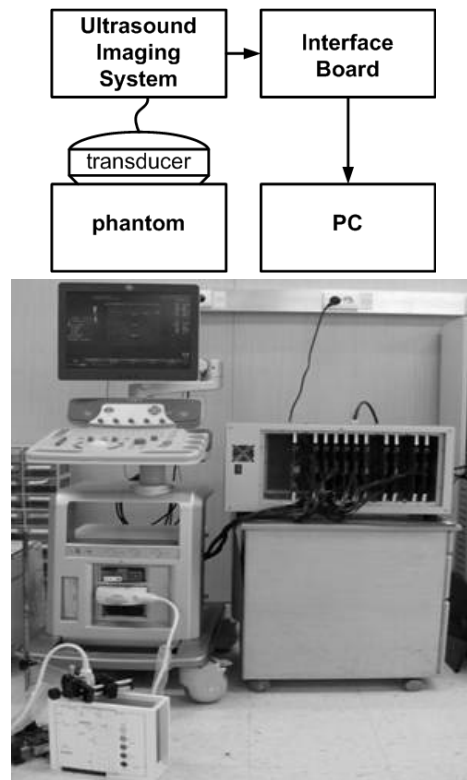 Ultrasound
Imaging
System
Interface
Board
transducer
phantom
PC